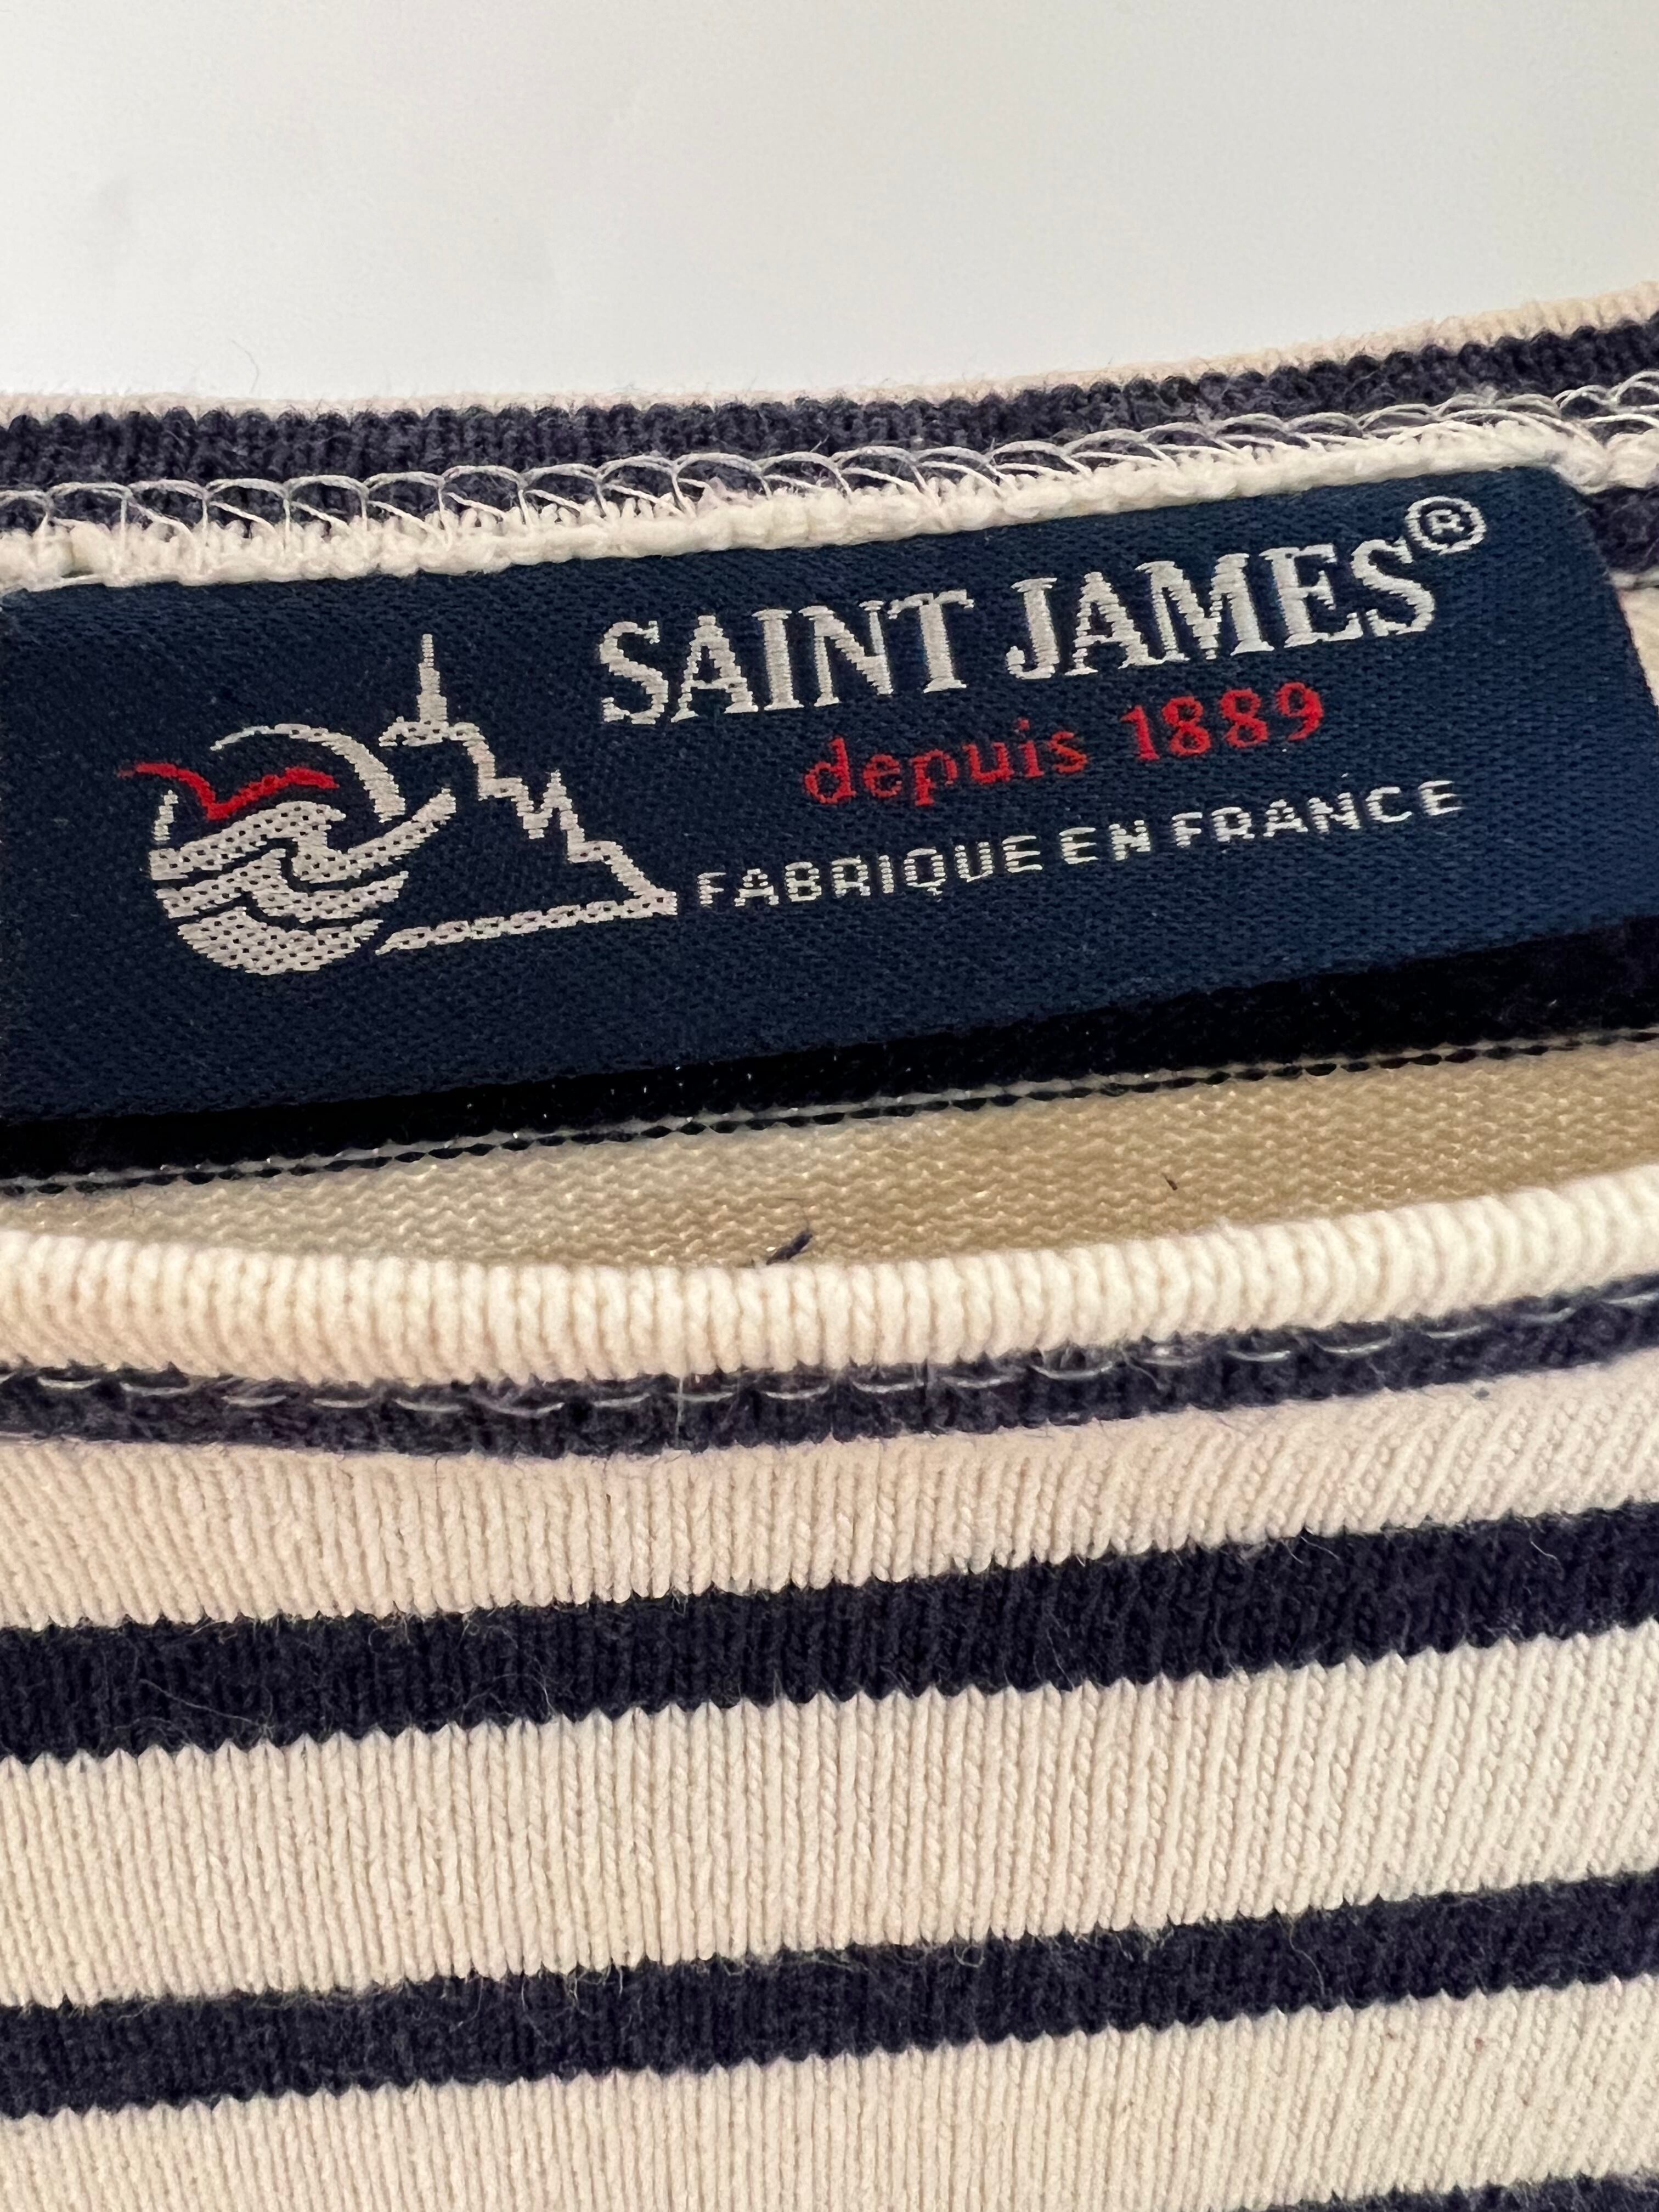 SAINT JAMES®
depuis 1889
FABRIQUE EN FRANCE